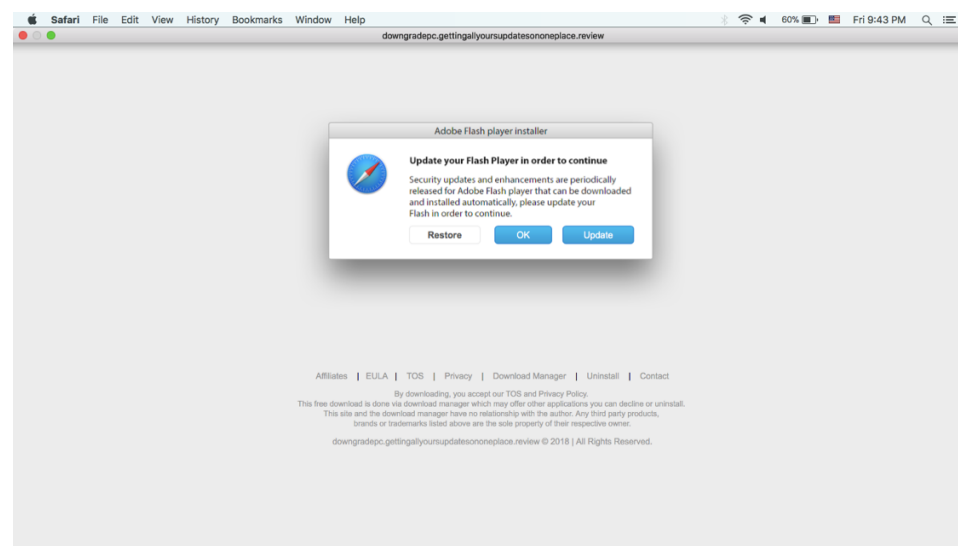 Safari File Edit View History Bookmarks Window Help 60% Fri 9:43 PM
downgradepc.gettingallyoursupdatesononeplace.review
Adobe Flash player installer
Update your Flash Player in order to continue
Security updates and enhancements are periodically
released for Adobe Flash player that can be downloaded
and installed automatically, please update your
Flash in order to continue.
Restore OK Update
Affiliates | EULA | TOS | Privacy | Download Manager | Uninstall | Contact
By downloading, you accept our TOS and Privacy Policy.
This free download is done via download manager which may offer other applications you can decline or uninstall.
This site and the download manager have no relationship with the author. Any third party products,
brands or trademarks listed above are the sole property of their respective owner.
downgradepc.gettingallyoursupdatesononeplace.review © 2018 | All Rights Reserved.